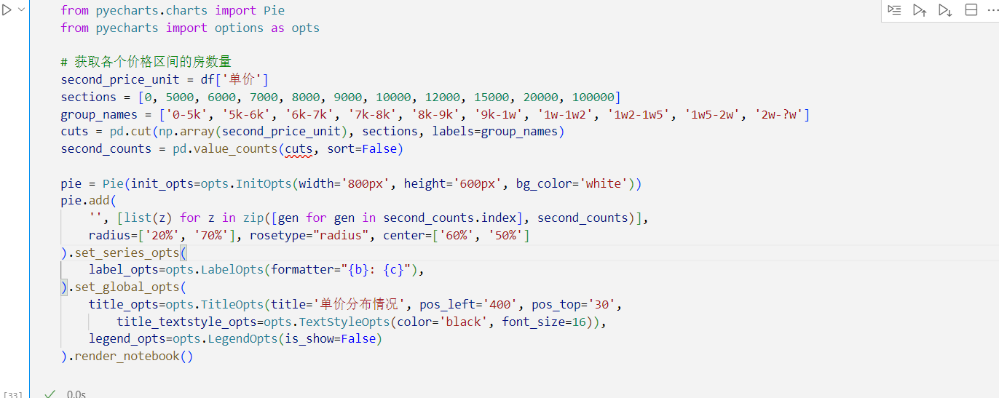 from pyecharts.charts import Pie
from pyecharts import options as opts
# 获取各个价格区间的房数量
second_price_unit = df['单价']
sections = [0, 5000, 6000, 7000, 8000, 9000, 10000, 12000, 15000, 20000, 100000]
group_names = ['0-5k', '5k-6k', '6k-7k', '7k-8k', '8k-9k', '9k-1w', '1w-1w2', '1w2-1w5', '1w5-2w', '2w-?w']
cuts = pd.cut(np.array(second_price_unit), sections, labels=group_names)
second_counts = pd.value_counts(cuts, sort=False)
pie = Pie(init_opts=opts.InitOpts(width='800px', height='600px', bg_color='white'))
pie.add(
    '', [list(z) for z in zip([gen for gen in second_counts.index], second_counts)],
    radius=['20%', '70%'], rosetype="radius", center=['60%', '50%']
).set_series_opts(
    label_opts=opts.LabelOpts(formatter="{b}: {c}"),
).set_global_opts(
    title_opts=opts.TitleOpts(title='单价分布情况', pos_left='400', pos_top='30',
        title_textstyle_opts=opts.TextStyleOpts(color='black', font_size=16)),
    legend_opts=opts.LegendOpts(is_show=False)
).render_notebook()
[33] 0.0s